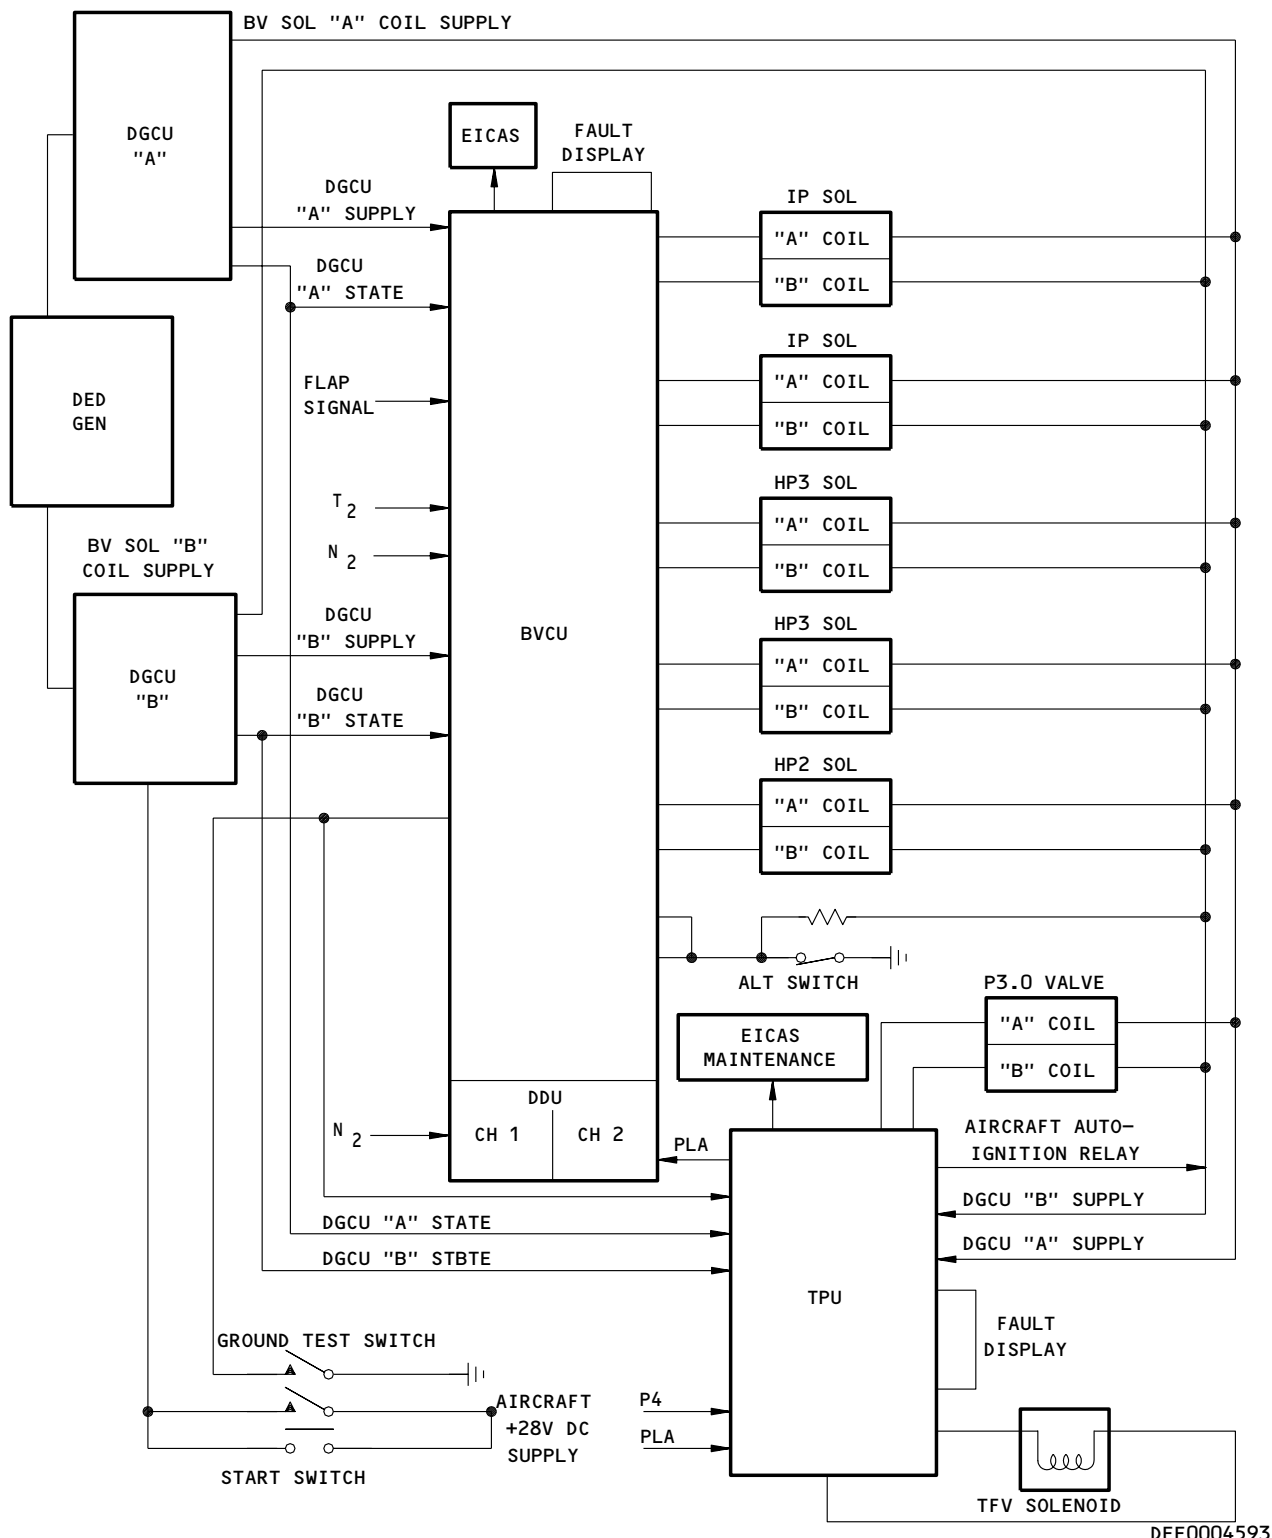 BV SOL "A" COIL SUPPLY
DGCU
"A"
EICAS
FAULT
DISPLAY
DGCU
"A" SUPPLY
DGCU
"A" STATE
IP SOL
"A" COIL
"B" COIL
DED
GEN
FLAP
SIGNAL
IP SOL
"A" COIL
"B" COIL
T2
N2
HP3 SOL
"A" COIL
"B" COIL
BV SOL "B"
COIL SUPPLY
DGCU
"B"
DGCU
"B" SUPPLY
DGCU
"B" STATE
BVCU
HP3 SOL
"A" COIL
"B" COIL
HP2 SOL
"A" COIL
"B" COIL
ALT SWITCH
P3.0 VALVE
"A" COIL
"B" COIL
EICAS
MAINTENANCE
DDU
CH 1
CH 2
N2
PLA
AIRCRAFT AUTO-
IGNITION RELAY
DGCU "B" SUPPLY
DGCU "A" SUPPLY
DGCU "A" STATE
DGCU "B" STBTE
TPU
FAULT
DISPLAY
GROUND TEST SWITCH
AIRCRAFT
+28V DC
SUPPLY
START SWITCH
P4
PLA
TFV SOLENOID
DEF0004593